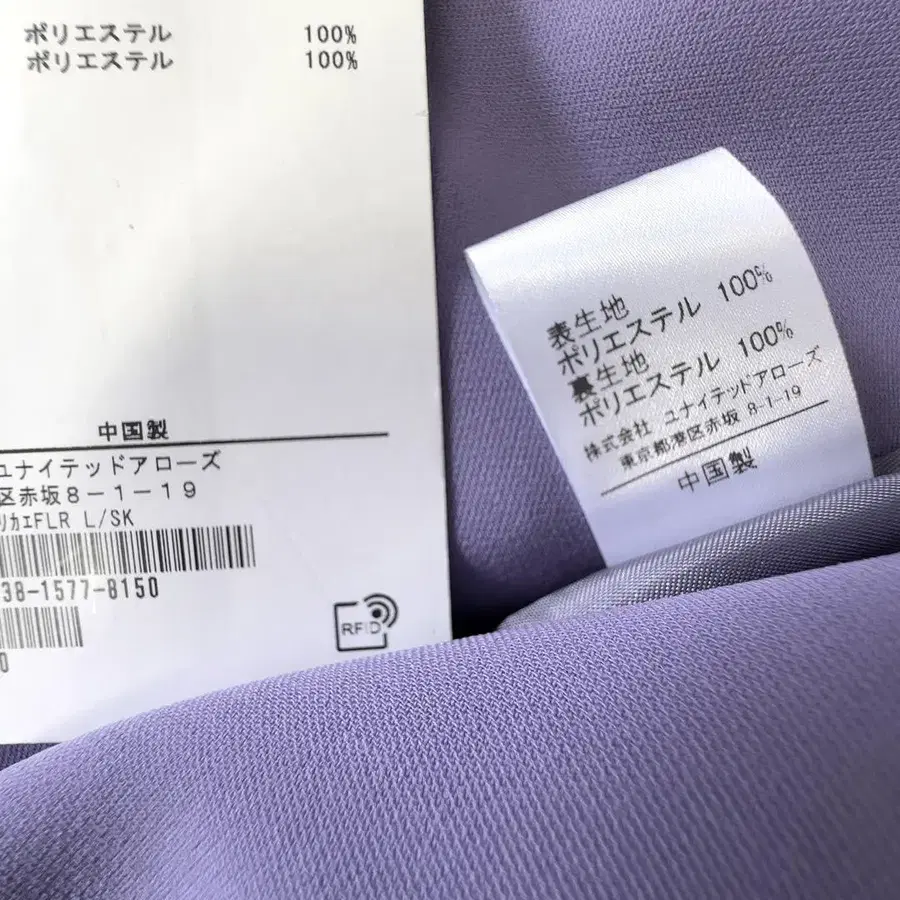 ポリエステル 100%
ポリエステル 100%
中国製
ユナイテッドアローズ
区赤坂8-1-19
ﾘｶｴFLR L/SK
38-1577-8150
0
RFID
表生地
ポリエステル 100%
裏生地
ポリエステル 100%
株式会社 ユナイテッドアローズ
東京都港区赤坂 8-1-19
中国製